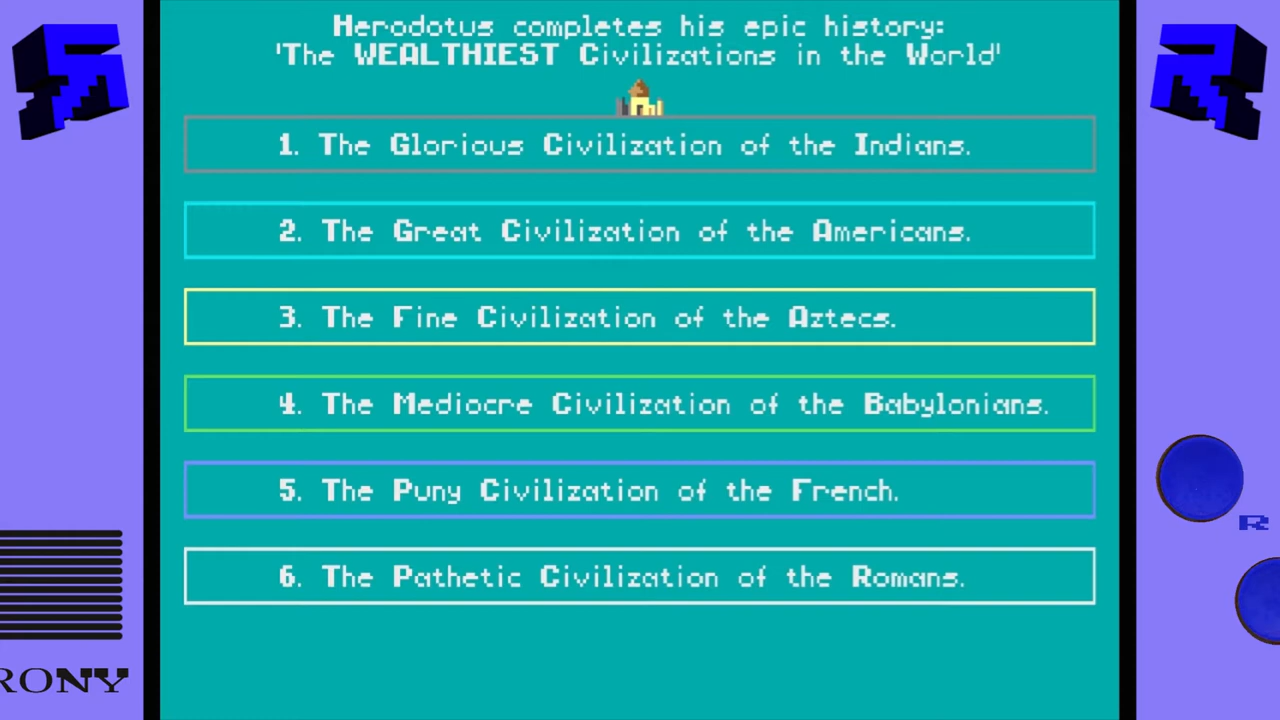 Herodotus completes his epic history:
'The WEALTHIEST Civilizations in the World'
1. The Glorious Civilization of the Indians.
2. The Great Civilization of the Americans.
3. The Fine Civilization of the Aztecs.
4. The Mediocre Civilization of the Babylonians.
5. The Puny Civilization of the French.
6. The Pathetic Civilization of the Romans.
R
RONY